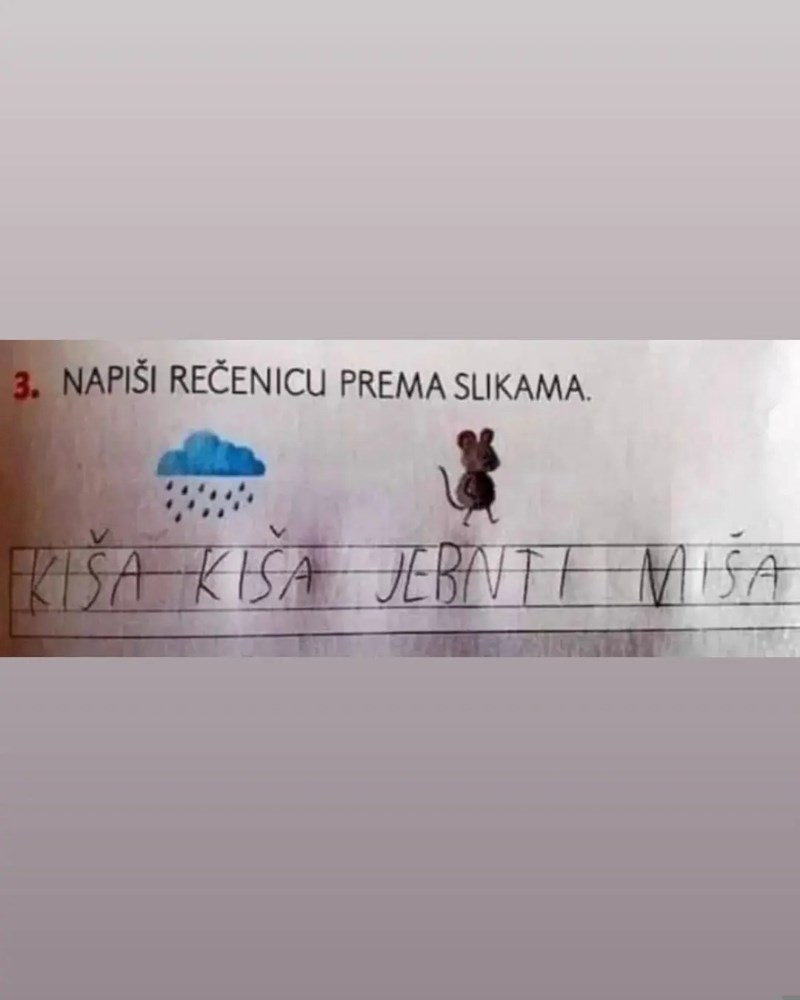 3. NAPIŠI REČENICU PREMA SLIKAMA.
KIŠA KIŠA JEBNTI MIŠA